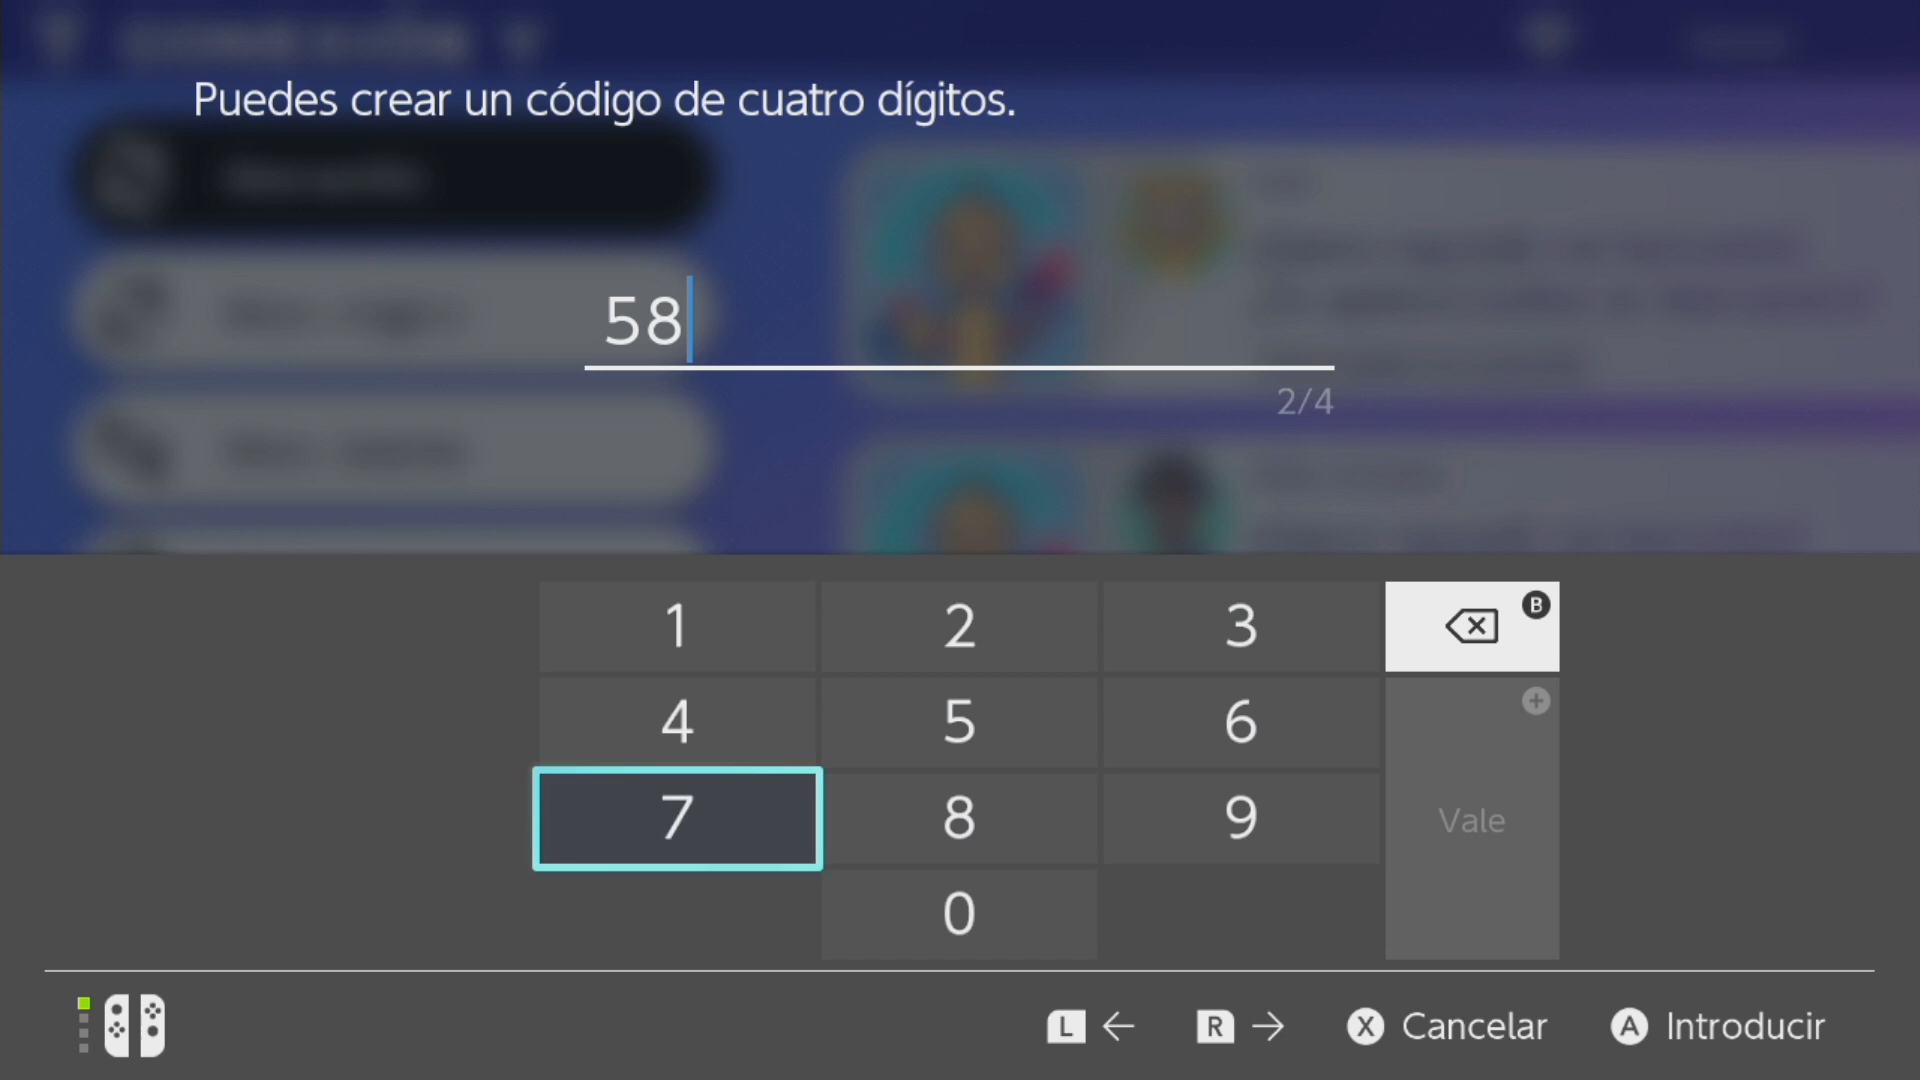 Puedes crear un código de cuatro dígitos.
58
2/4
1 2 3 B
4 5 6 +
7 8 9 Vale
0
L ← R → X Cancelar A Introducir